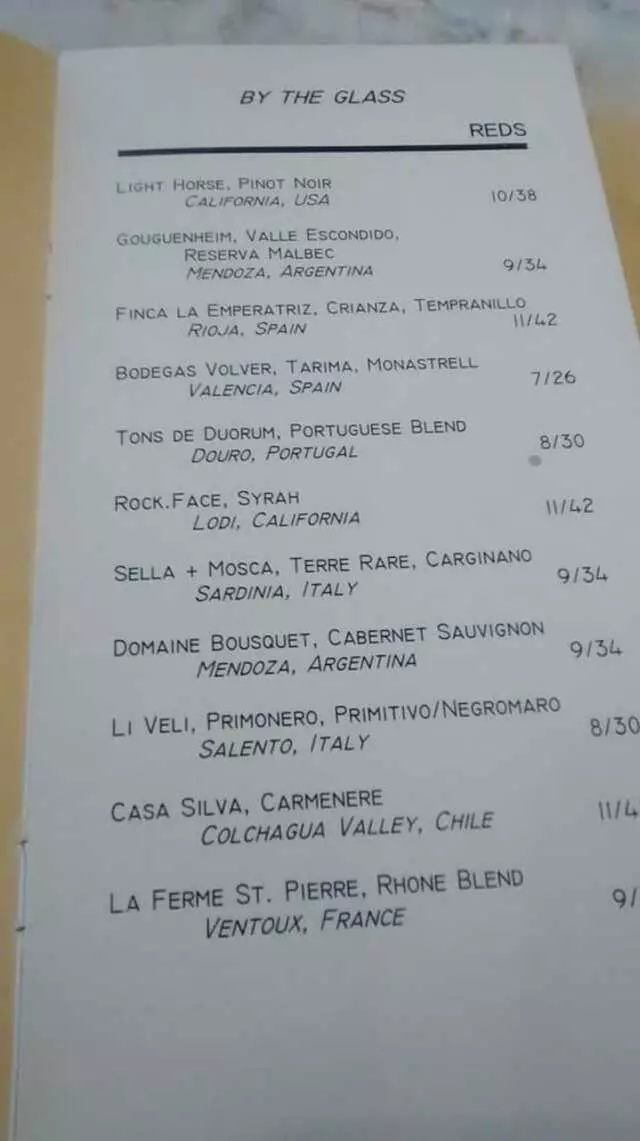 BY THE GLASS
REDS
LIGHT HORSE, PINOT NOIR
CALIFORNIA, USA 10/38
GOUGUENHEIM, VALLE ESCONDIDO,
RESERVA MALBEC
MENDOZA, ARGENTINA 9/34
FINCA LA EMPERATRIZ, CRIANZA, TEMPRANILLO
RIOJA, SPAIN 11/42
BODEGAS VOLVER, TARIMA, MONASTRELL
VALENCIA, SPAIN 7/26
TONS DE DUORUM, PORTUGUESE BLEND
DOURO, PORTUGAL 8/30
ROCK.FACE, SYRAH
LODI, CALIFORNIA 11/42
SELLA + MOSCA, TERRE RARE, CARGINANO
SARDINIA, ITALY 9/34
DOMAINE BOUSQUET, CABERNET SAUVIGNON
MENDOZA, ARGENTINA 9/34
LI VELI, PRIMONERO, PRIMITIVO/NEGROMARO
SALENTO, ITALY 8/30
CASA SILVA, CARMENERE
COLCHAGUA VALLEY, CHILE 11/4
LA FERME ST. PIERRE, RHONE BLEND
VENTOUX, FRANCE 9/